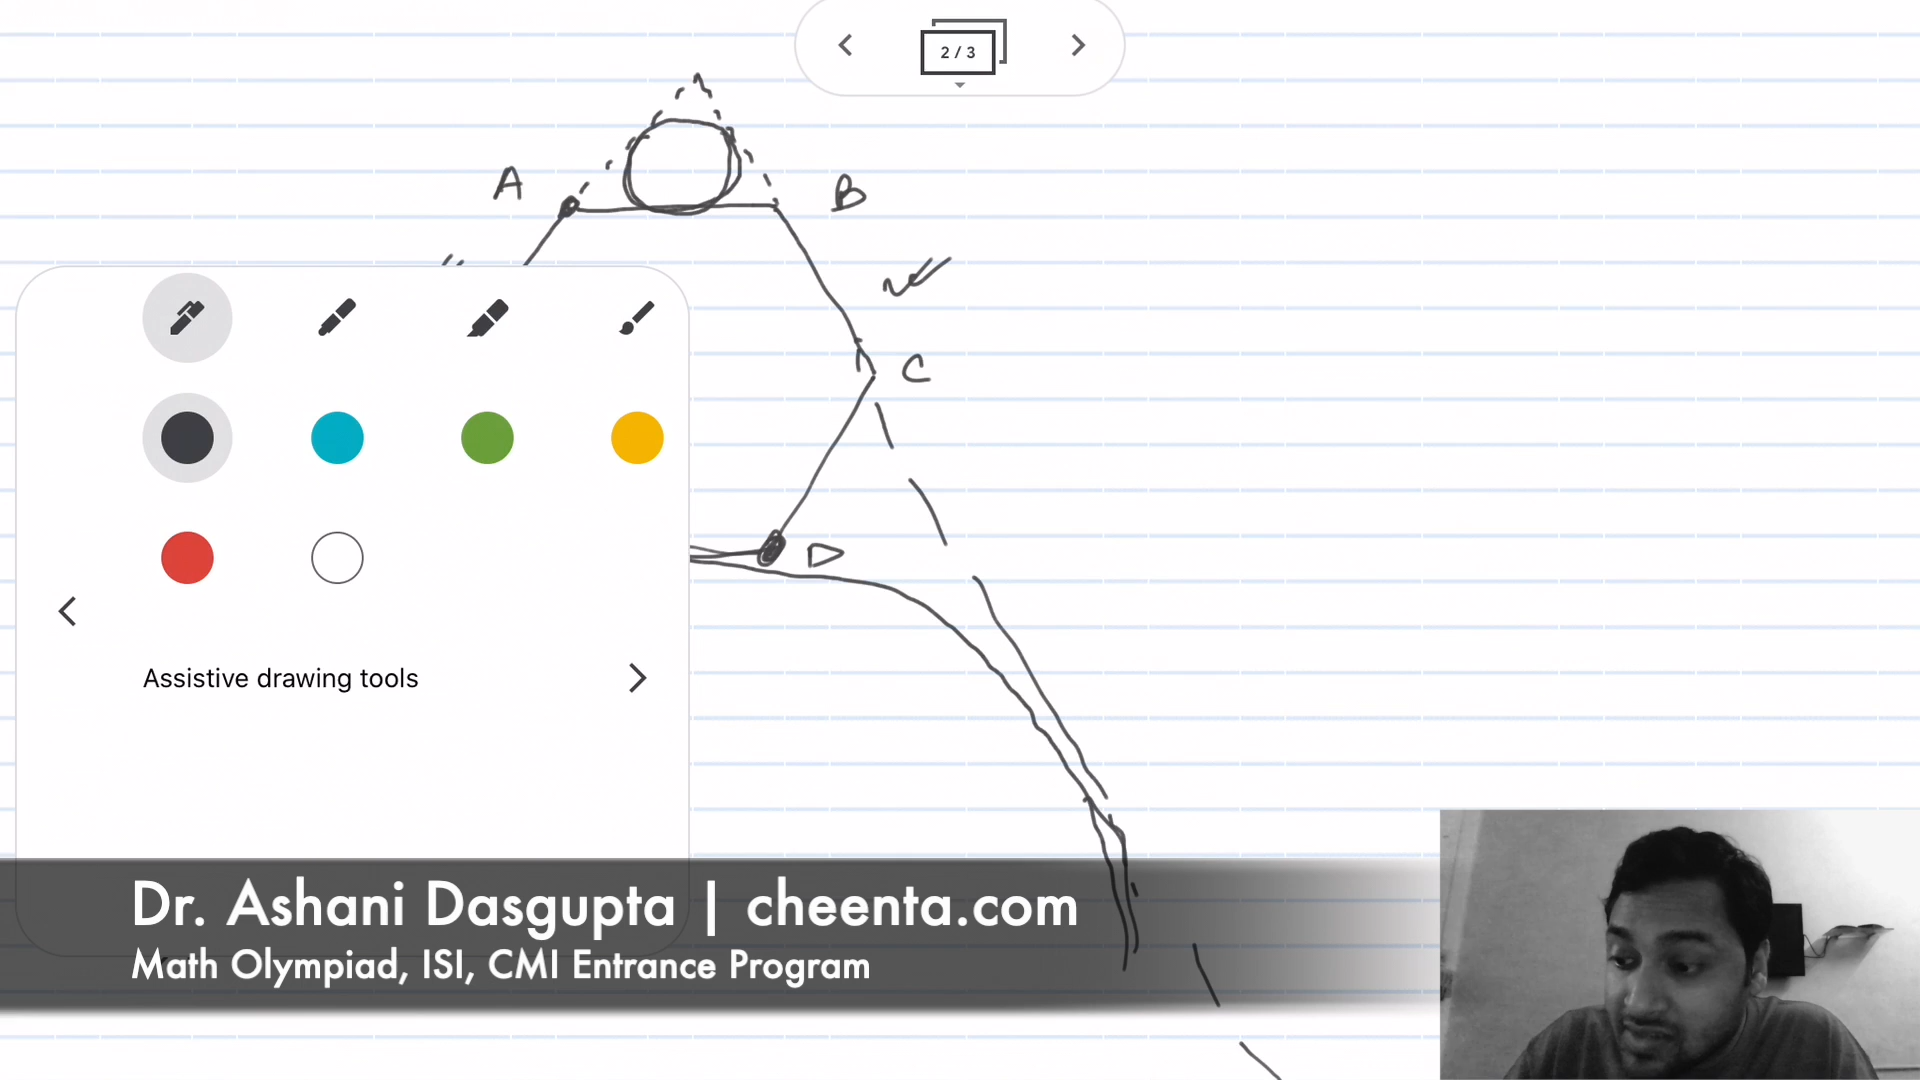 2 / 3
A
B
C
D
Assistive drawing tools
Dr. Ashani Dasgupta | cheenta.com
Math Olympiad, ISI, CMI Entrance Program